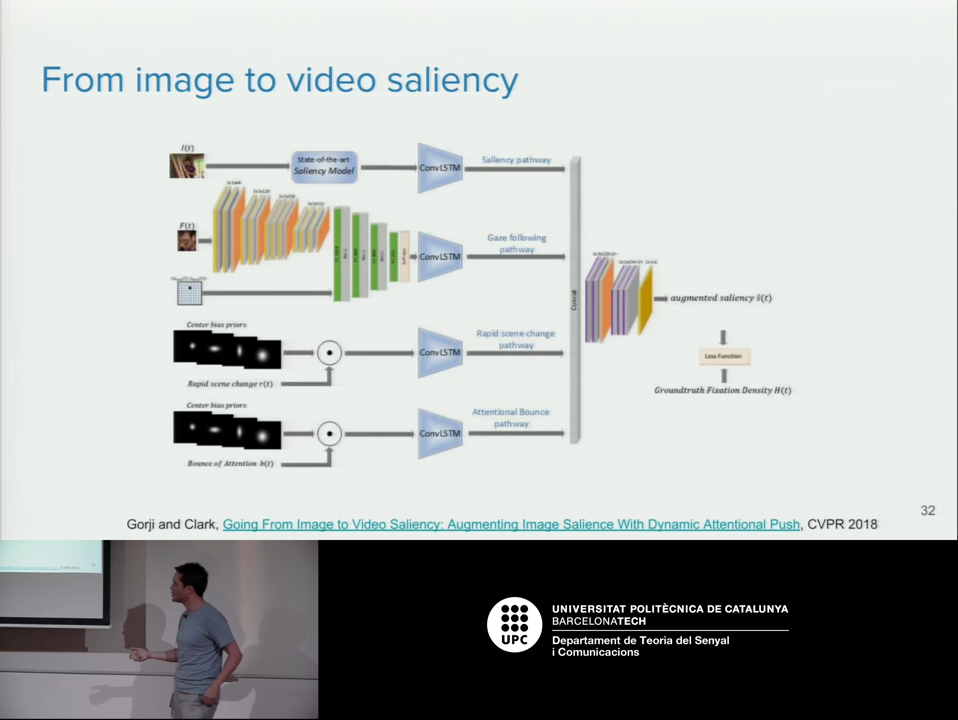 From image to video saliency
I(t)
State-of-the-art
Saliency Model
ConvLSTM
Saliency pathway
F(t)
ConvLSTM
Gaze following
pathway
Concat
augmented saliency ŝ(t)
Center bias priors
Rapid scene change r(t)
ConvLSTM
Rapid scene change
pathway
Loss Function
Groundtruth Fixation Density H(t)
Center bias priors
Bounce of Attention b(t)
ConvLSTM
Attentional Bounce
pathway
Gorji and Clark, Going From Image to Video Saliency: Augmenting Image Salience With Dynamic Attentional Push, CVPR 2018
32
UPC
UNIVERSITAT POLITÈCNICA DE CATALUNYA
BARCELONATECH
Departament de Teoria del Senyal
i Comunicacions